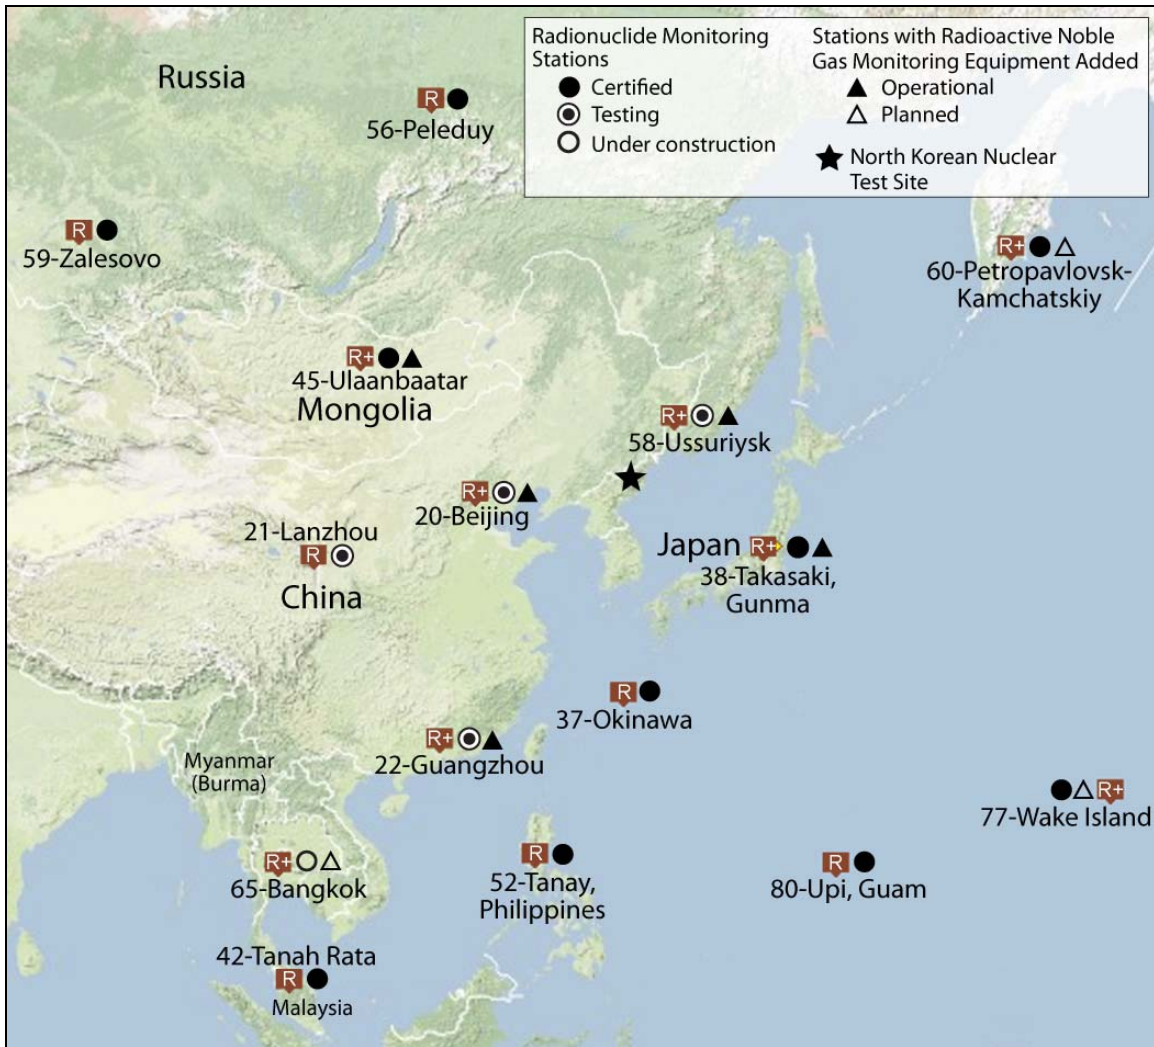 Radionuclide Monitoring
Stations
Certified
Testing
Under construction
Stations with Radioactive Noble
Gas Monitoring Equipment Added
Operational
Planned
North Korean Nuclear
Test Site
Russia
R
56-Peleduy
R
59-Zalesovo
R+
60-Petropavlovsk-
Kamchatskiy
R+
45-Ulaanbaatar
Mongolia
R+
58-Ussuriysk
R+
20-Beijing
21-Lanzhou
R
China
Japan R+
38-Takasaki,
Gunma
R
37-Okinawa
R+
22-Guangzhou
Myanmar
(Burma)
R+
77-Wake Island
R+
65-Bangkok
R
52-Tanay,
Philippines
R
80-Upi, Guam
42-Tanah Rata
R
Malaysia